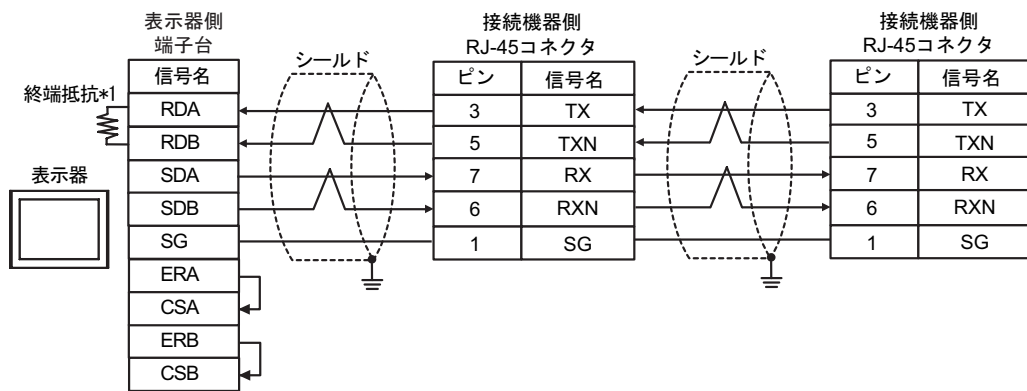 表示器側
端子台
接続機器側
RJ-45コネクタ
接続機器側
RJ-45コネクタ
シールド
シールド
信号名
ピン 信号名
ピン 信号名
終端抵抗*1
RDA
3 TX
3 TX
RDB
5 TXN
5 TXN
表示器
SDA
7 RX
7 RX
SDB
6 RXN
6 RXN
SG
1 SG
1 SG
ERA
CSA
ERB
CSB